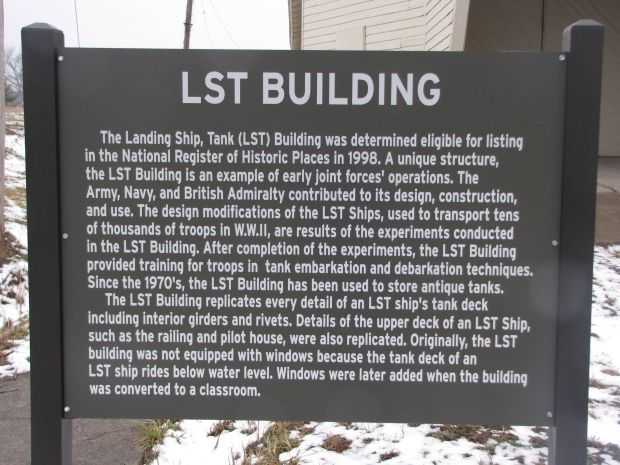 LST BUILDING
The Landing Ship, Tank (LST) Building was determined eligible for listing
in the National Register of Historic Places in 1998. A unique structure,
the LST Building is an example of early joint forces' operations. The
Army, Navy, and British Admiralty contributed to its design, construction,
and use. The design modifications of the LST Ships, used to transport tens
of thousands of troops in W.W.II, are results of the experiments conducted
in the LST Building. After completion of the experiments, the LST Building
provided training for troops in tank embarkation and debarkation techniques.
Since the 1970's, the LST Building has been used to store antique tanks.
The LST Building replicates every detail of an LST ship's tank deck
including interior girders and rivets. Details of the upper deck of an LST Ship,
such as the railing and pilot house, were also replicated. Originally, the LST
building was not equipped with windows because the tank deck of an
LST ship rides below water level. Windows were later added when the building
was converted to a classroom.